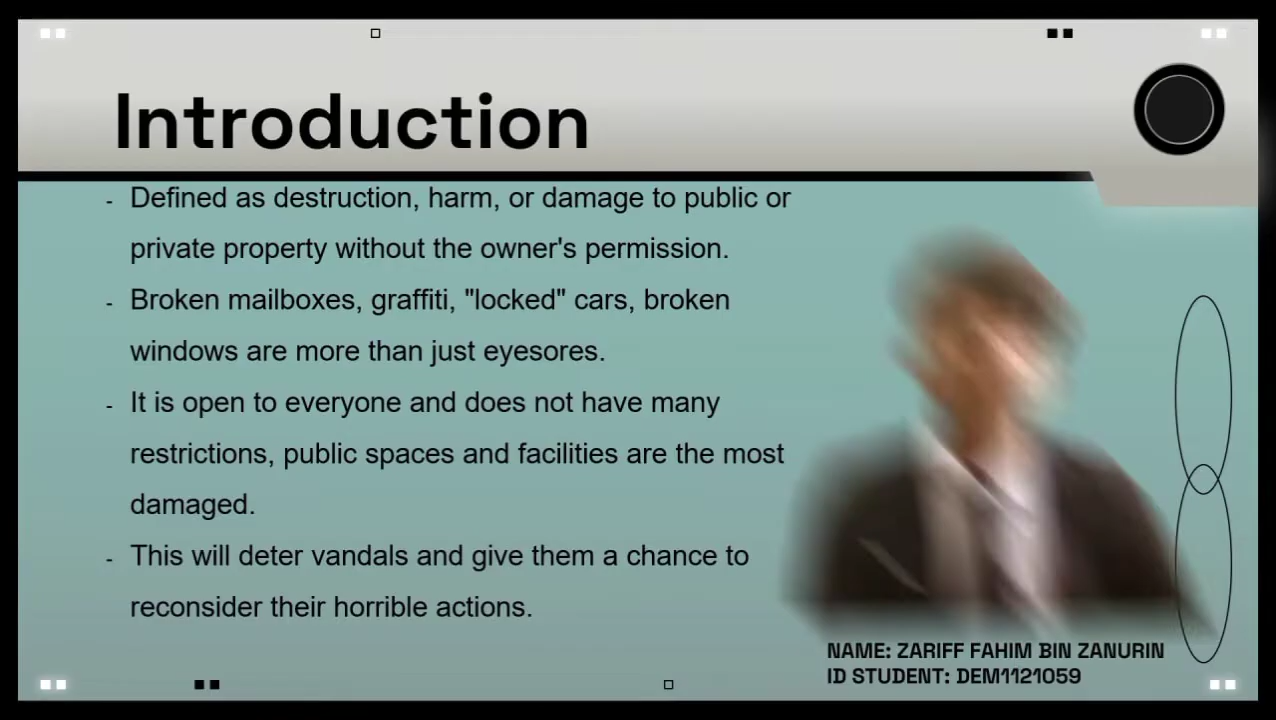 Introduction
- Defined as destruction, harm, or damage to public or
private property without the owner's permission.
- Broken mailboxes, graffiti, "locked" cars, broken
windows are more than just eyesores.
- It is open to everyone and does not have many
restrictions, public spaces and facilities are the most
damaged.
- This will deter vandals and give them a chance to
reconsider their horrible actions.
NAME: ZARIFF FAHIM BIN ZANURIN
ID STUDENT: DEM1121059